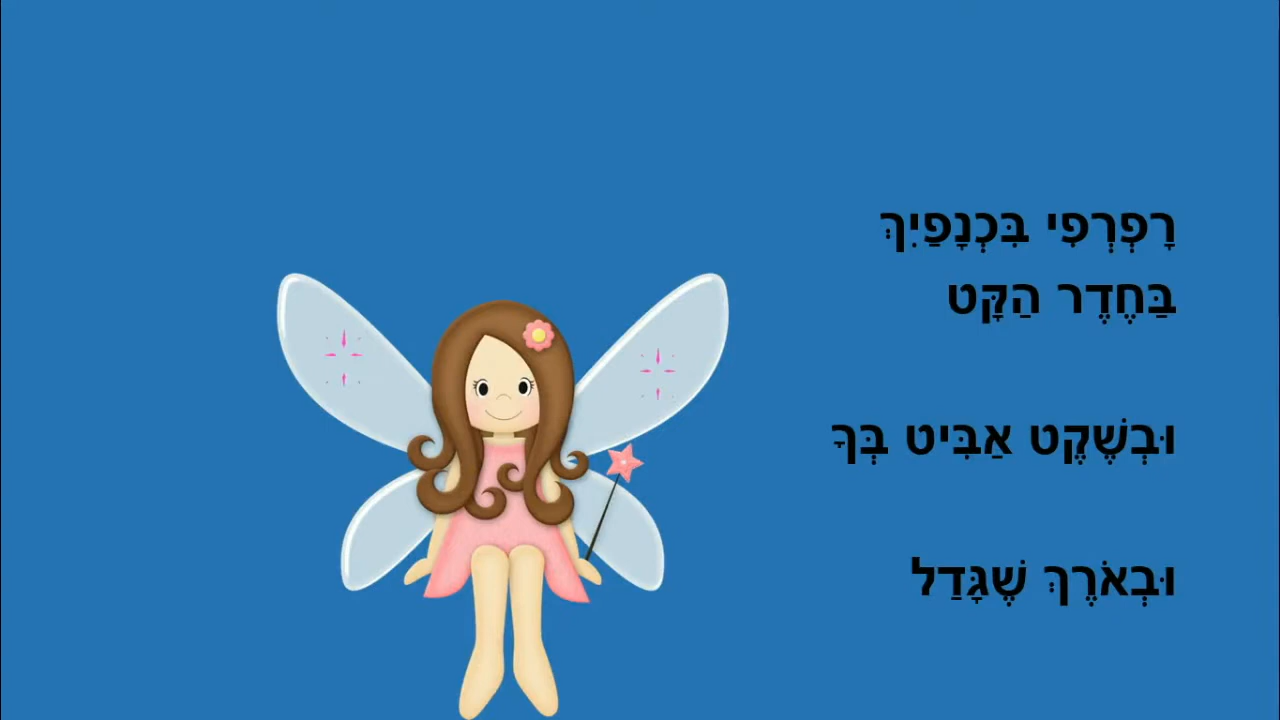 רָפְרְפִי בִּכְנָפַיִךְ
בַּחֶדֶר הַקָּט
וּבְשֶׁקֶט אַבִּיט בְּךָ
וּבְאֹרֶךְ שֶׁגָּדַל